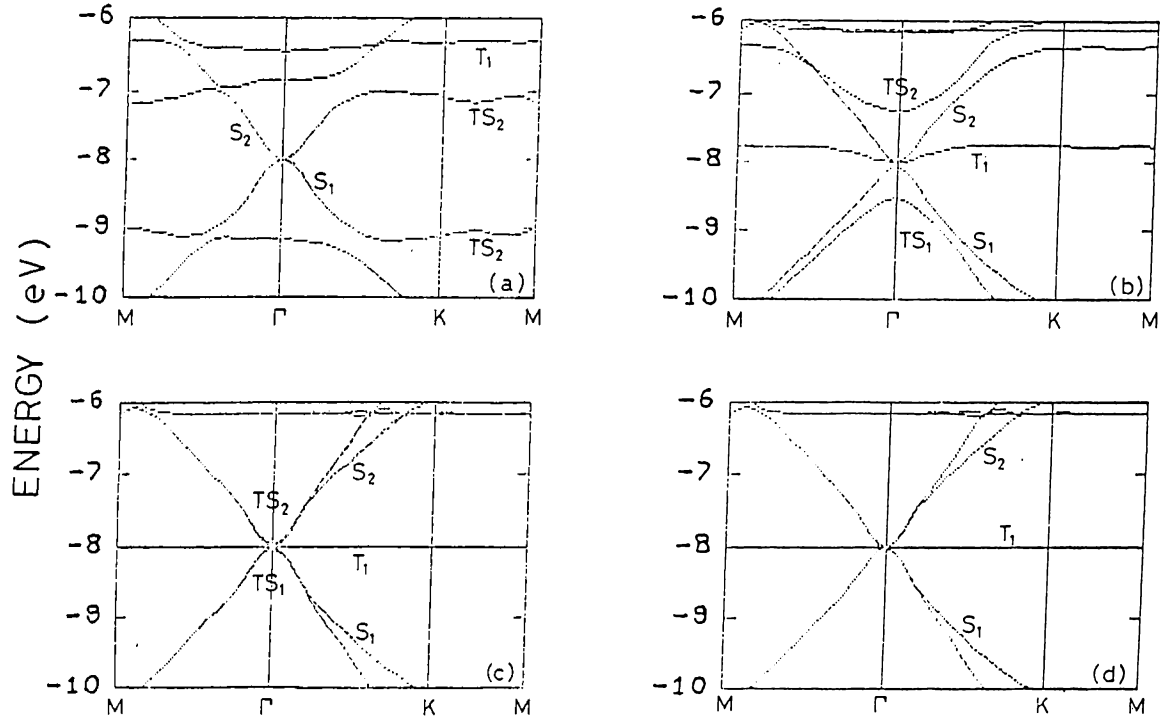 ENERGY (eV)
-6
-7
-8
-9
-10
T₁
TS₂
S₂
S₁
TS₂
(a)
M Γ K M
-6
-7
-8
-9
-10
TS₂
S₂
T₁
TS₁
S₁
(b)
M Γ K M
-6
-7
-8
-9
-10
S₂
TS₂
T₁
TS₁
S₁
(c)
M Γ K M
-6
-7
-8
-9
-10
S₂
T₁
S₁
(d)
M Γ K M